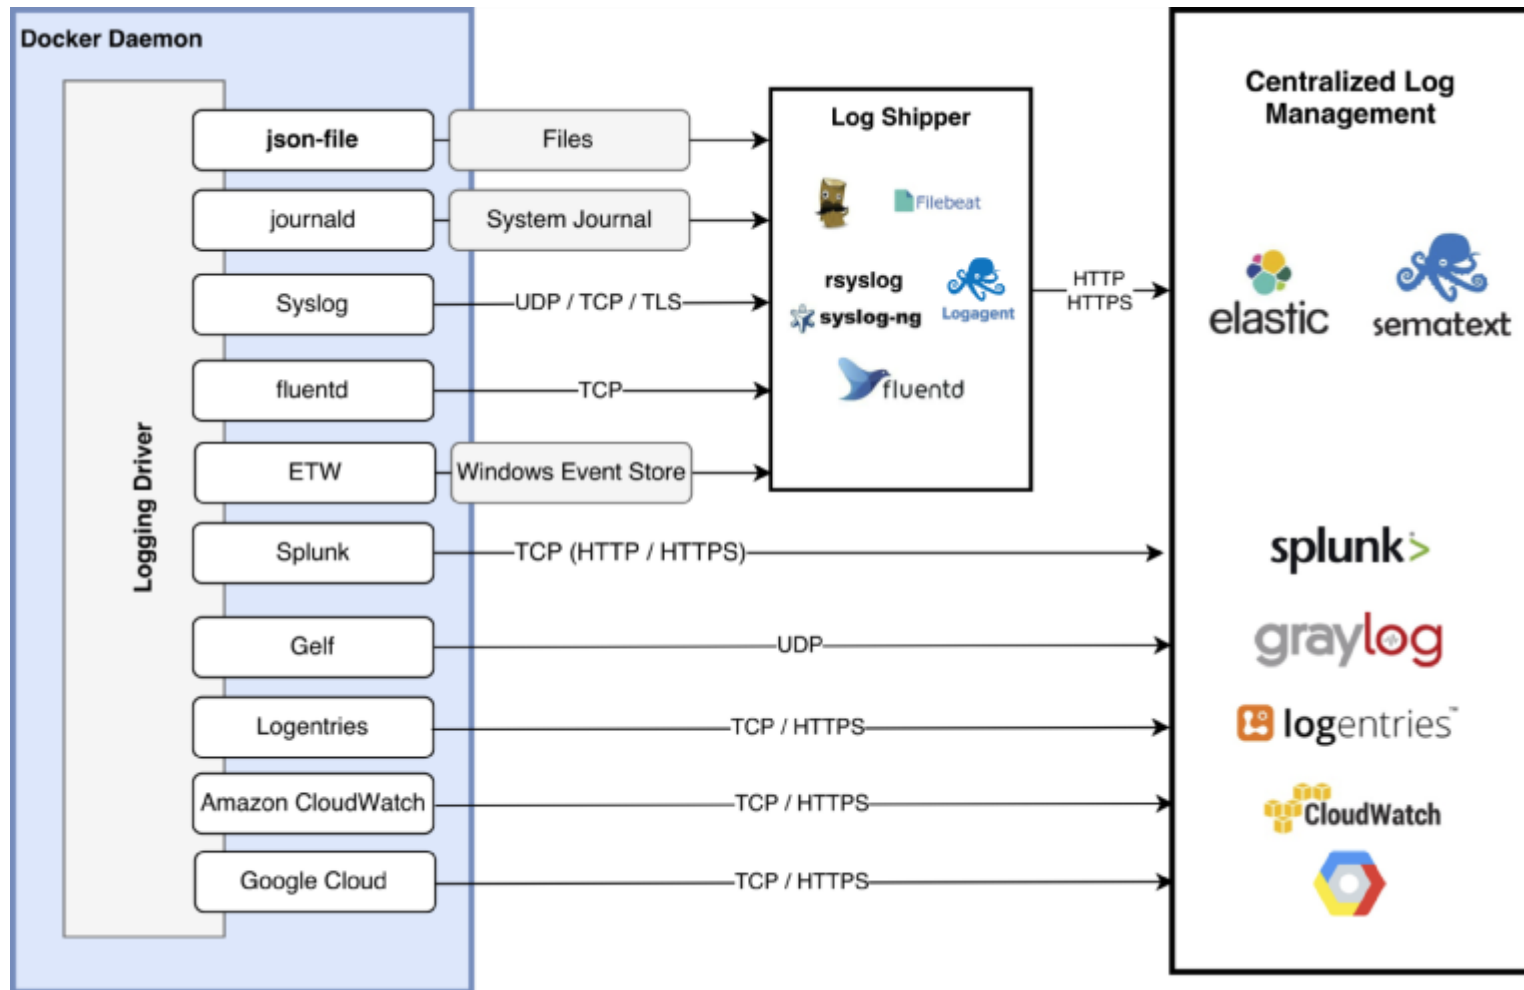 Docker Daemon
Logging Driver
json-file
Files
journald
System Journal
Syslog
UDP / TCP / TLS
fluentd
TCP
ETW
Windows Event Store
Splunk
TCP (HTTP / HTTPS)
Gelf
UDP
Logentries
TCP / HTTPS
Amazon CloudWatch
TCP / HTTPS
Google Cloud
TCP / HTTPS
Log Shipper
Filebeat
rsyslog
syslog-ng
Logagent
fluentd
HTTP
HTTPS
Centralized Log
Management
elastic
sematext
splunk>
graylog
logentries™
CloudWatch